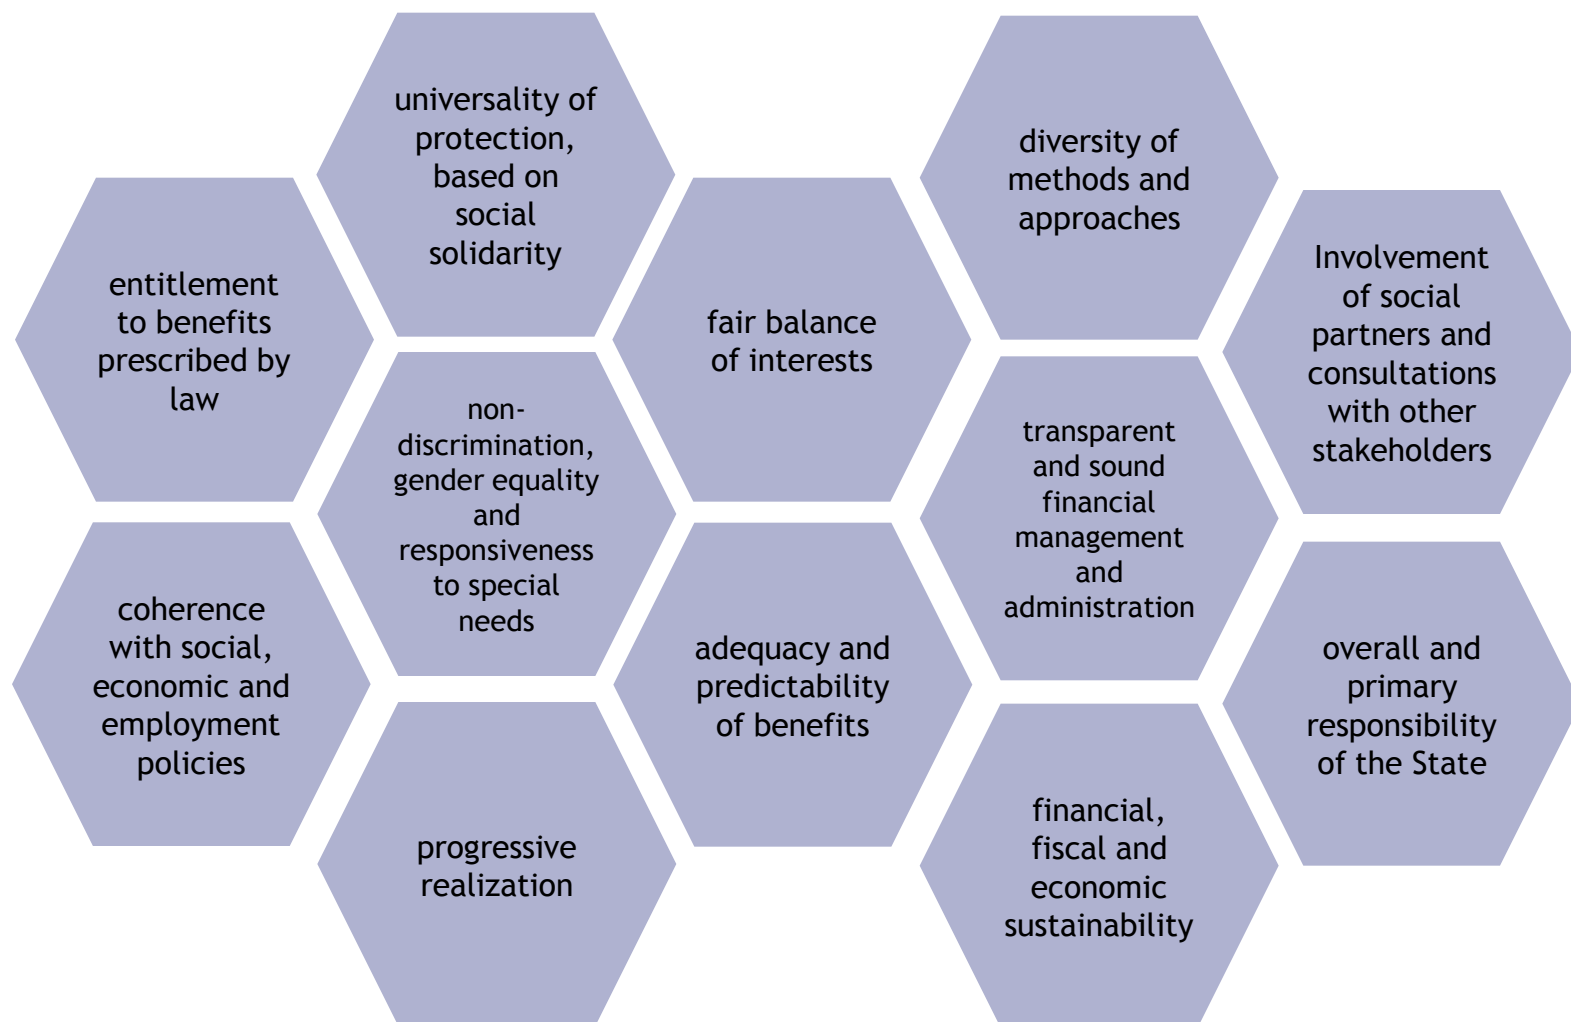 universality of
protection,
based on
social
solidarity
diversity of
methods and
approaches
entitlement
to benefits
prescribed by
law
fair balance
of interests
Involvement
of social
partners and
consultations
with other
stakeholders
non-
discrimination,
gender equality
and
responsiveness
to special
needs
transparent
and sound
financial
management
and
administration
coherence
with social,
economic and
employment
policies
adequacy and
predictability
of benefits
overall and
primary
responsibility
of the State
progressive
realization
financial,
fiscal and
economic
sustainability